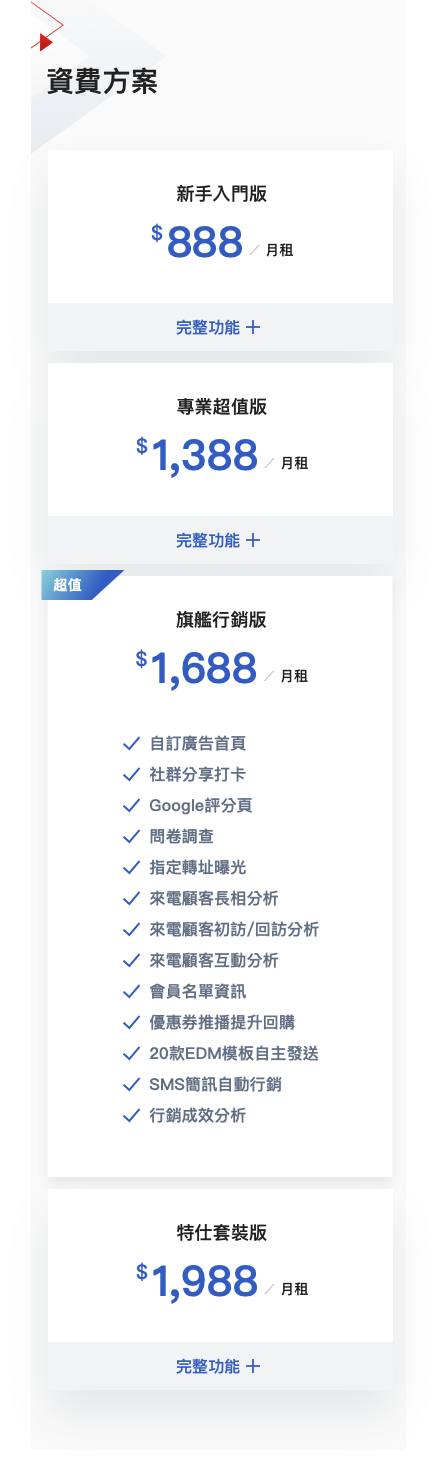 資費方案
新手入門版
$888 / 月租
完整功能 +
專業超值版
$1,388 / 月租
完整功能 +
超值
旗艦行銷版
$1,688 / 月租
自訂廣告首頁
社群分享打卡
Google評分頁
問卷調查
指定轉址曝光
來電顧客長相分析
來電顧客初訪/回訪分析
來電顧客互動分析
會員名單資訊
優惠券推播提升回購
20款EDM模板自主發送
SMS簡訊自動行銷
行銷成效分析
特仕套裝版
$1,988 / 月租
完整功能 +